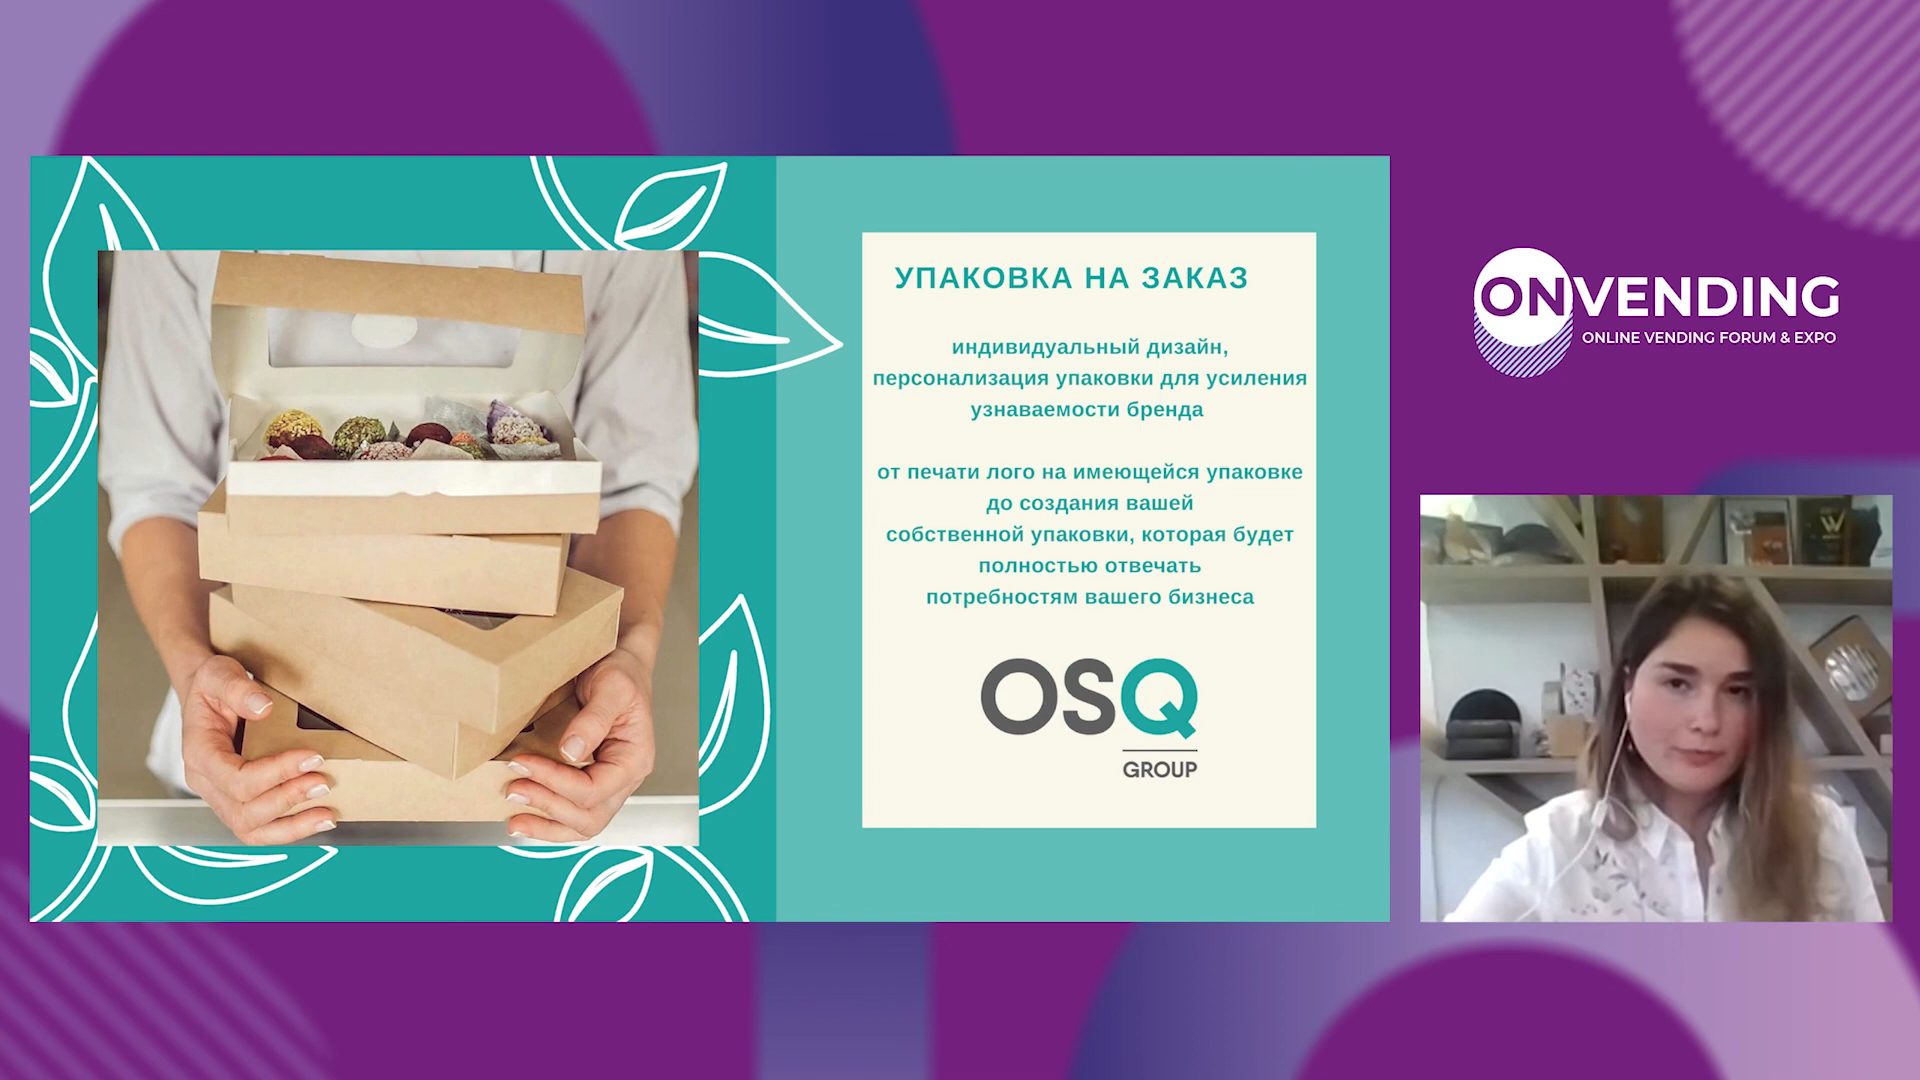 УПАКОВКА НА ЗАКАЗ
индивидуальный дизайн,
персонализация упаковки для усиления
узнаваемости бренда
от печати лого на имеющейся упаковке
до создания вашей
собственной упаковки, которая будет
полностью отвечать
потребностям вашего бизнеса
OSQ
GROUP
ONVENDING
ONLINE VENDING FORUM & EXPO
W